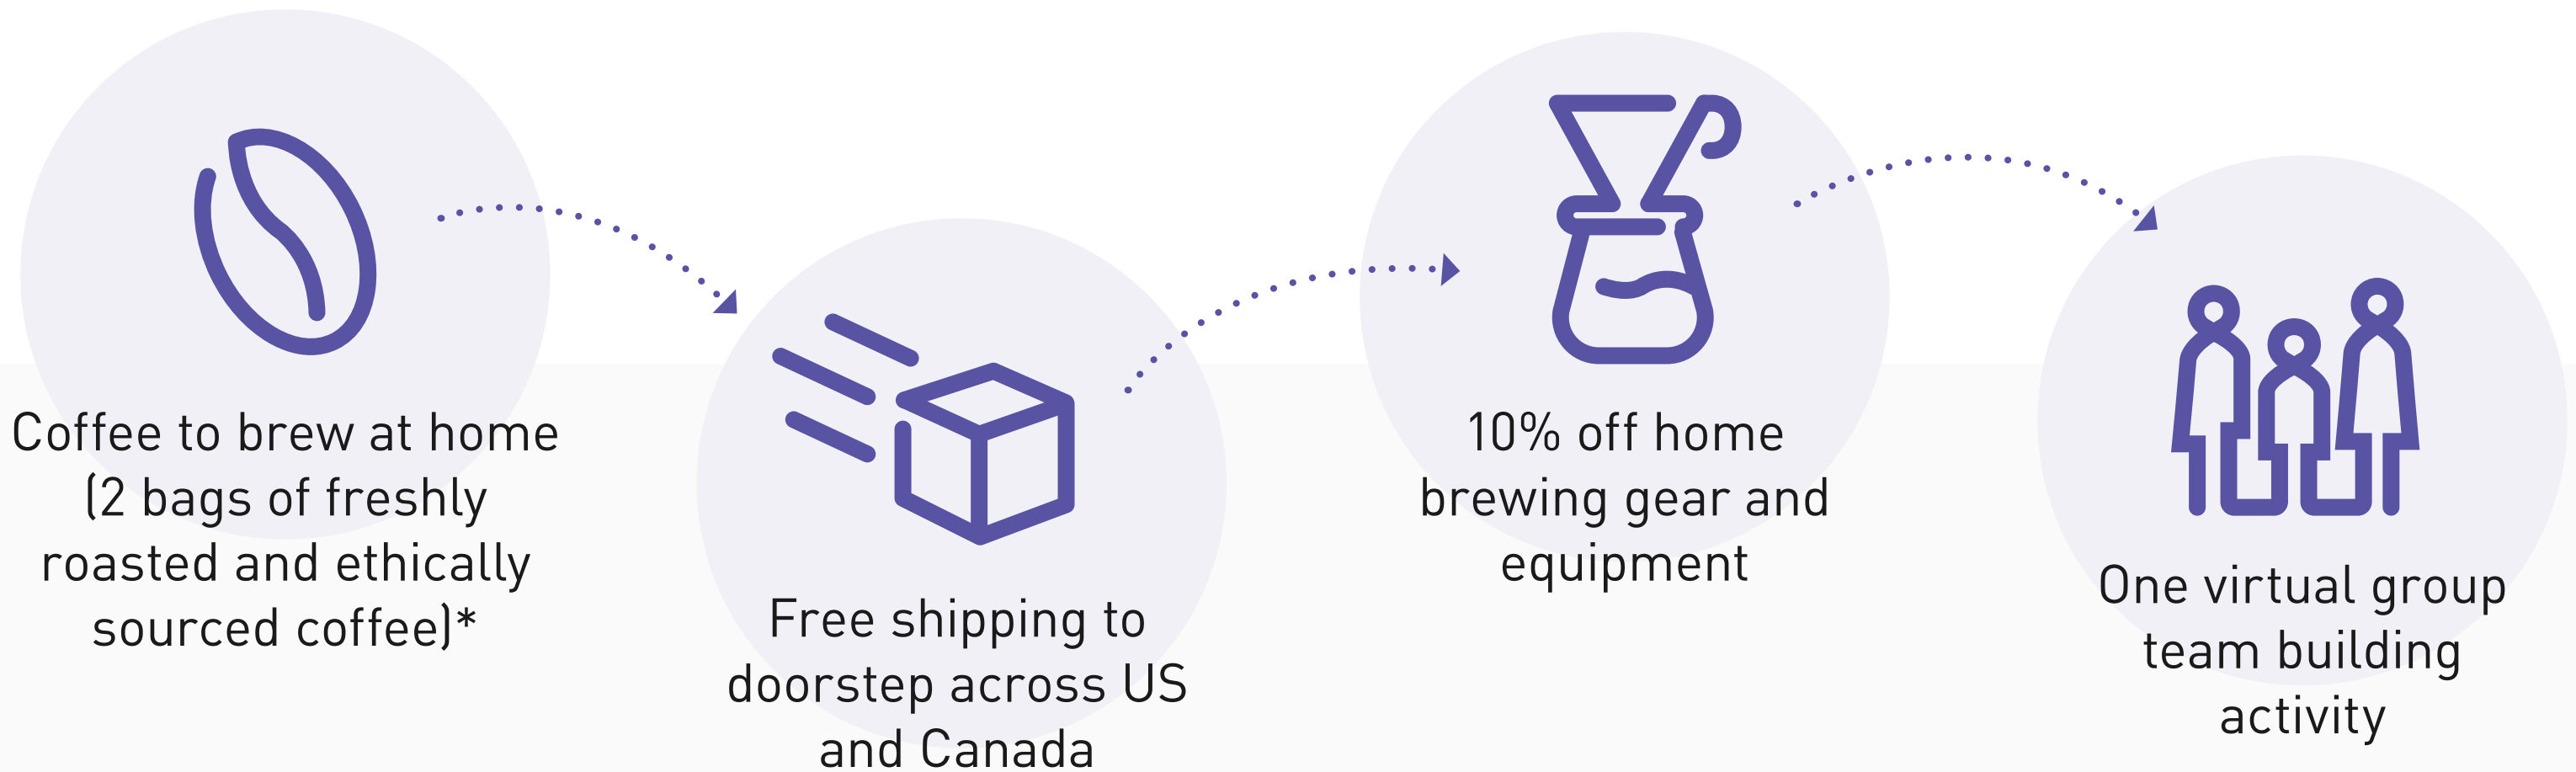 Coffee to brew at home
(2 bags of freshly
roasted and ethically
sourced coffee)*
Free shipping to
doorstep across US
and Canada
10% off home
brewing gear and
equipment
One virtual group
team building
activity